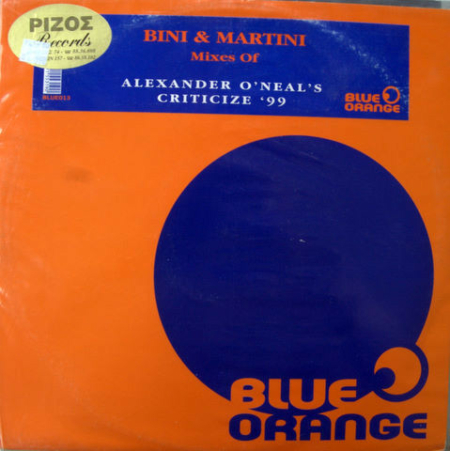 ΡΙΖΟΣ
Records
BINI & MARTINI
Mixes Of
ALEXANDER O'NEAL'S
CRITICIZE '99
BLUE
ORANGE
BLUE
ORANGE